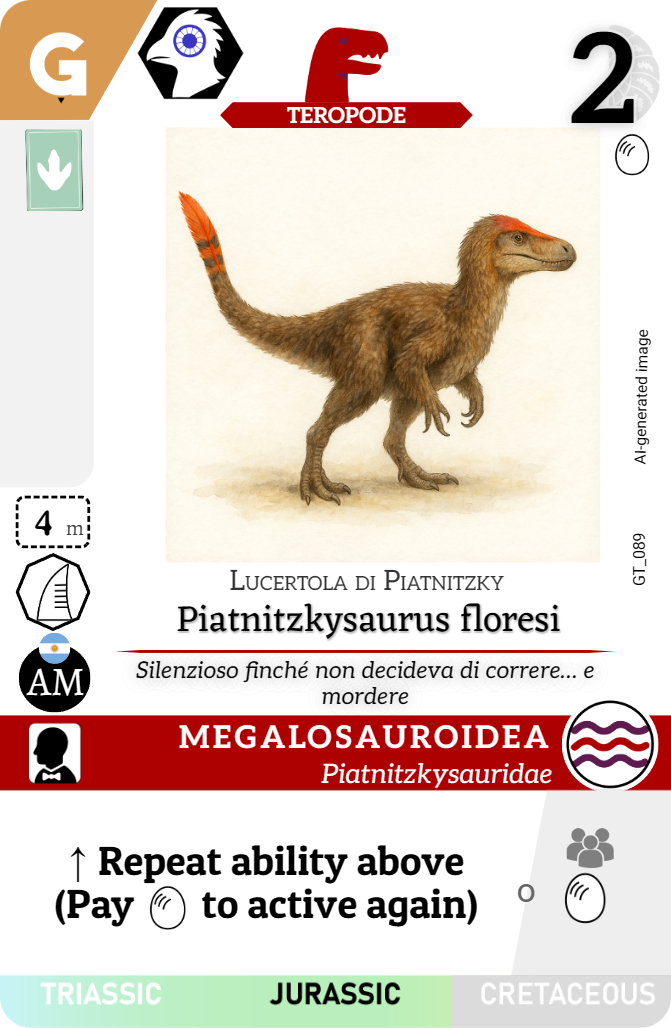 G
TEROPODE
2
AI-generated image
GT_089
4 m
AM
Lucertola di Piatnitzky
Piatnitzkysaurus floresi
Silenzioso finché non decideva di correre... e
mordere
MEGALOSAUROIDEA
Piatnitzkysauridae
↑ Repeat ability above
(Pay to active again)
o
TRIASSIC JURASSIC CRETACEOUS